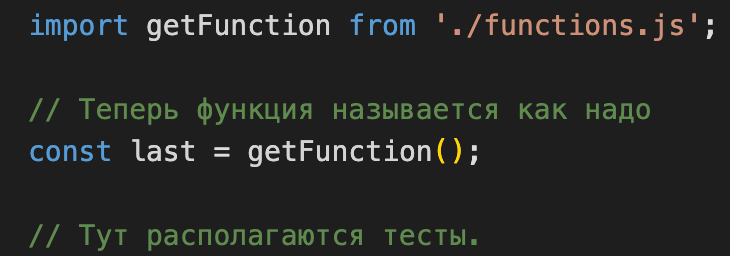 import getFunction from './functions.js';
// Теперь функция называется как надо
const last = getFunction();
// Тут располагаются тесты.